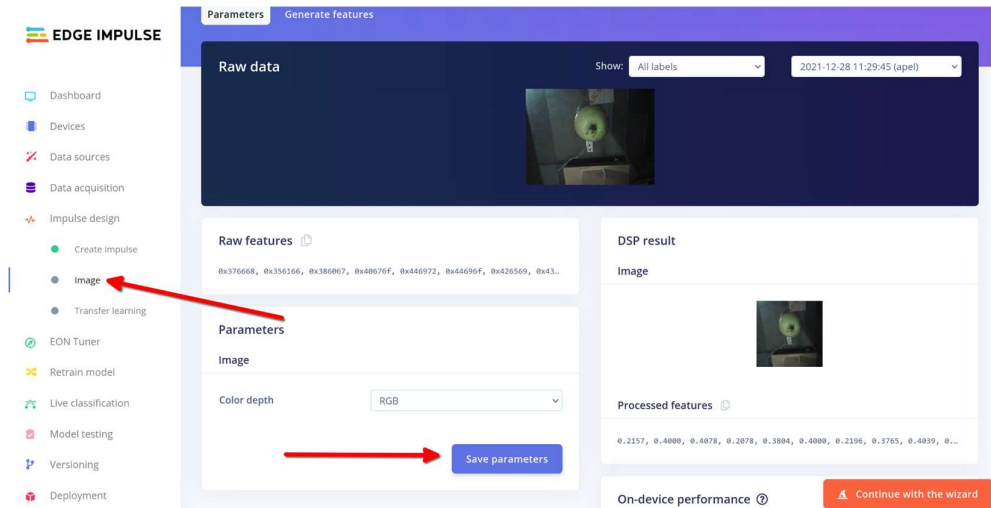 EDGE IMPULSE
Dashboard
Devices
Data sources
Data acquisition
Impulse design
Create impulse
Image
Transfer learning
EON Tuner
Retrain model
Live classification
Model testing
Versioning
Deployment
Parameters Generate features
Raw data Show: All labels 2021-12-28 11:29:45 (apel)
Raw features
0x376668, 0x356166, 0x386067, 0x40676f, 0x446972, 0x44696f, 0x426569, 0x43…
Parameters
Image
Color depth RGB
Save parameters
DSP result
Image
Processed features
0.2157, 0.4000, 0.4078, 0.2078, 0.3804, 0.4000, 0.2196, 0.3765, 0.4039, 0.…
On-device performance
Continue with the wizard